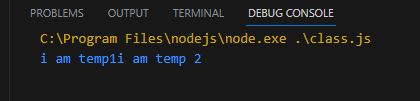 PROBLEMS OUTPUT TERMINAL DEBUG CONSOLE
C:\Program Files\nodejs\node.exe .\class.js
i am temp1i am temp 2